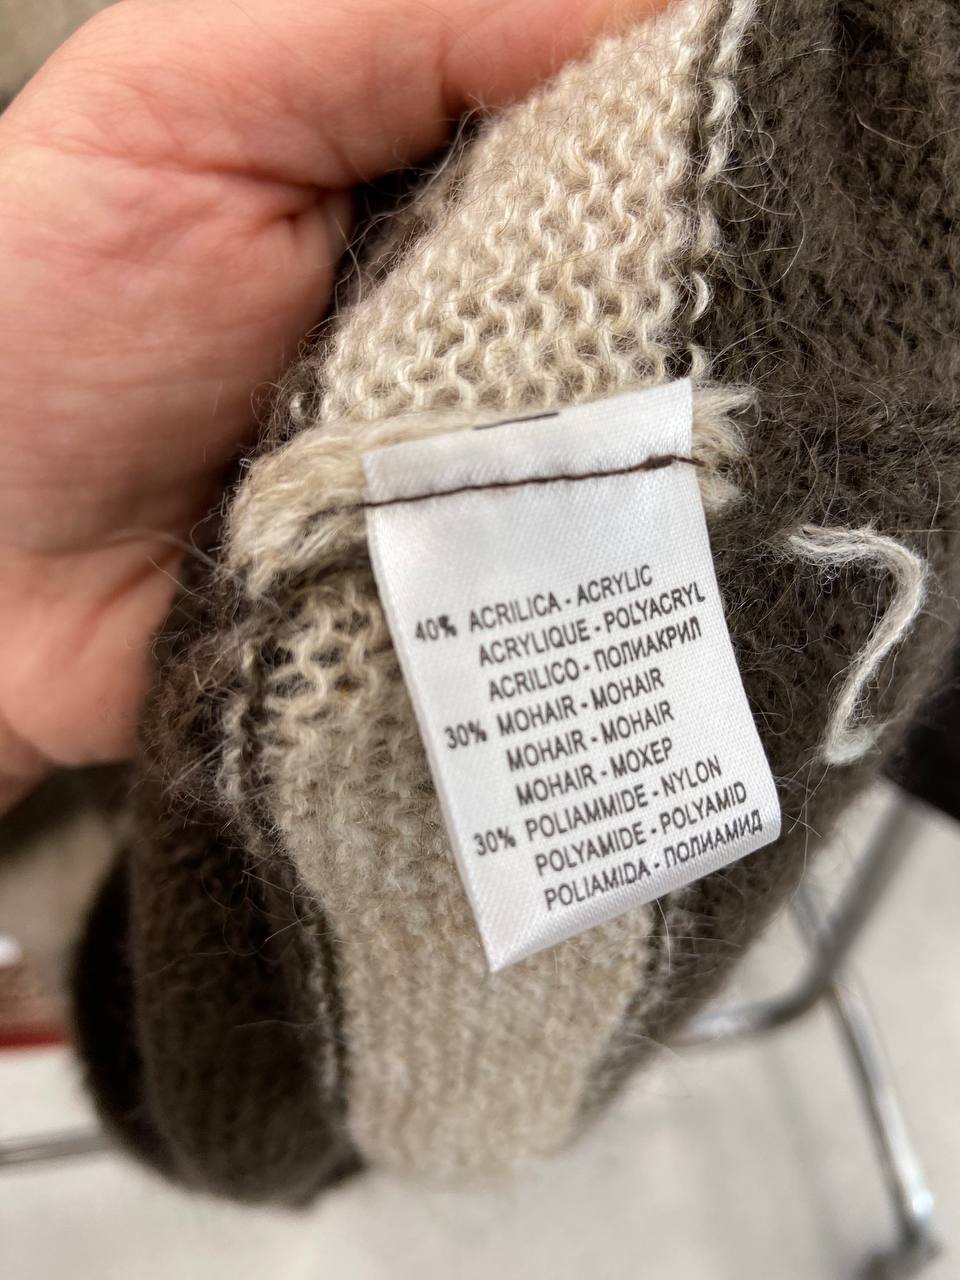 40% ACRILICA - ACRYLIC
ACRYLIQUE - POLYACRYL
ACRILICO - ПОЛИАКРИЛ
30% MOHAIR - MOHAIR
MOHAIR - MOHAIR
MOHAIR - МОХЕР
30% POLIAMMIDE - NYLON
POLYAMIDE - POLYAMID
POLIAMIDA - ПОЛИАМИД